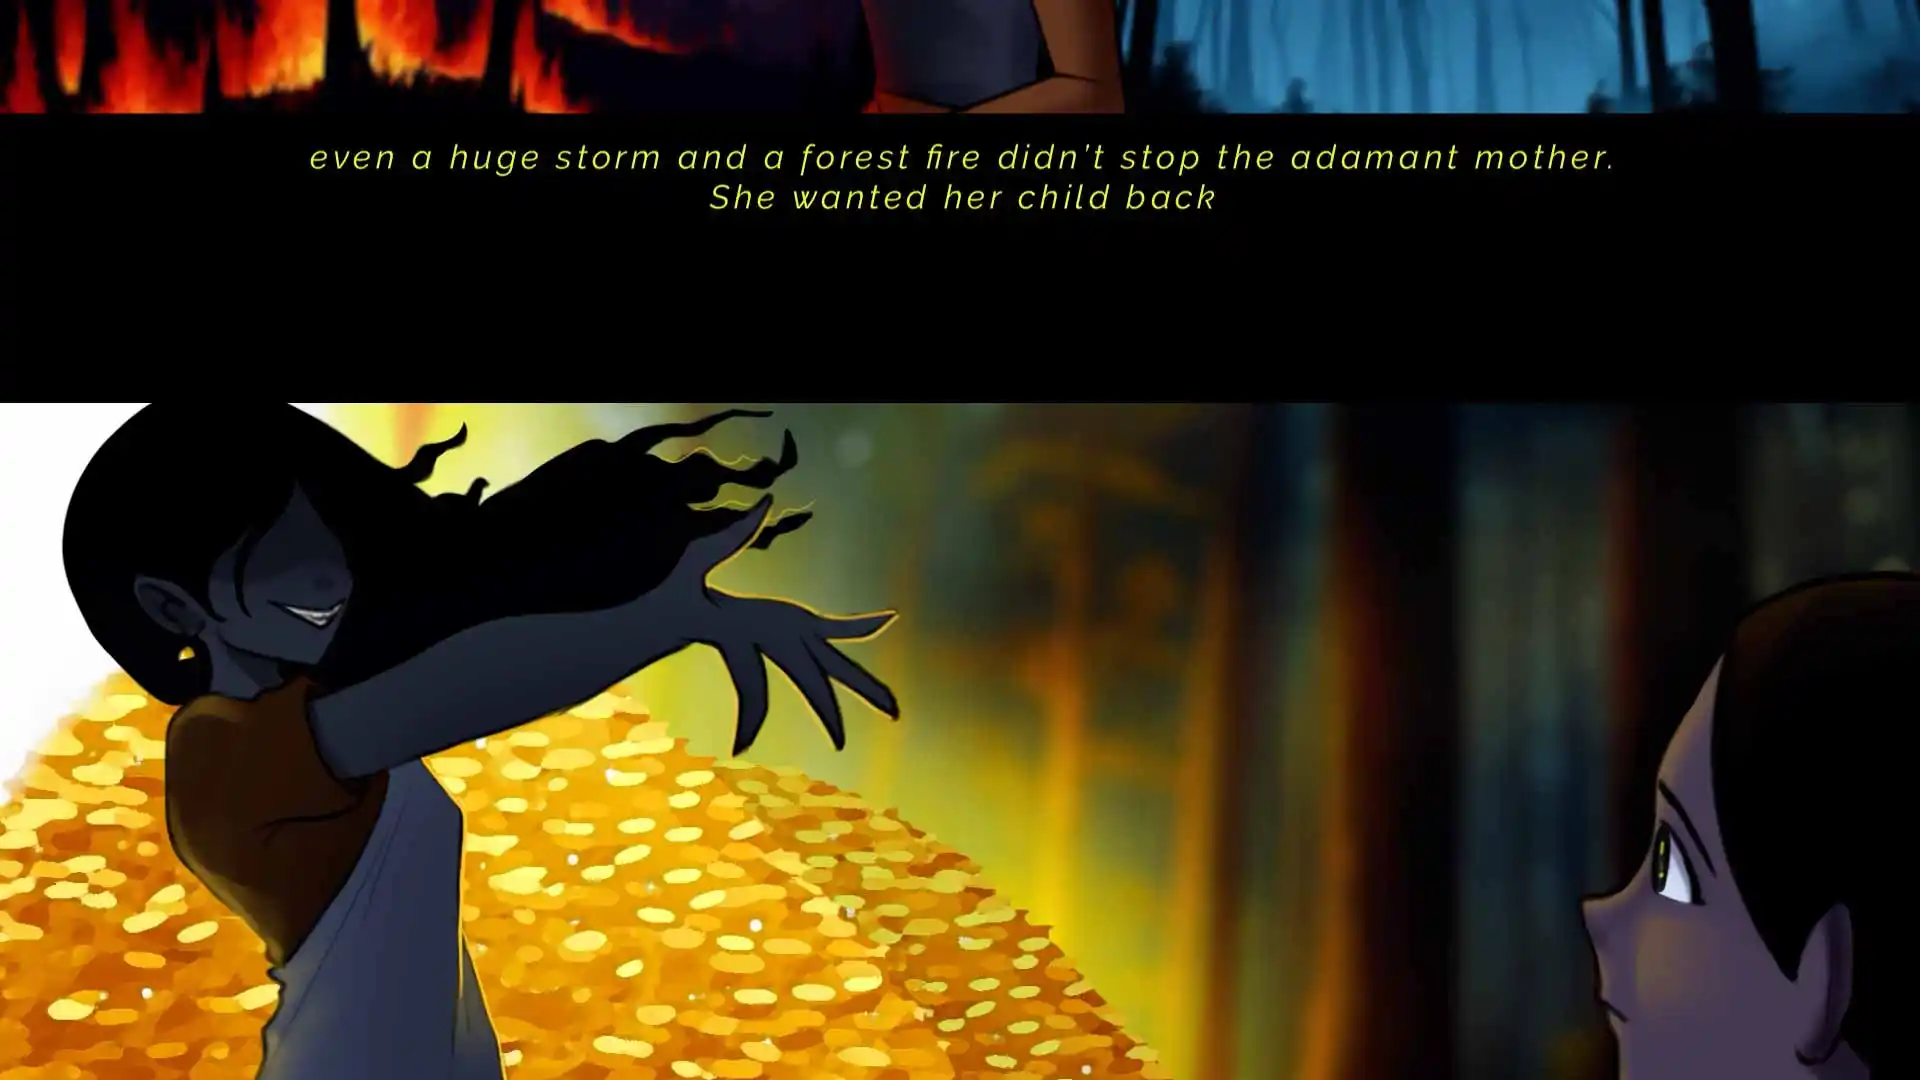 even a huge storm and a forest fire didn't stop the adamant mother.
She wanted her child back